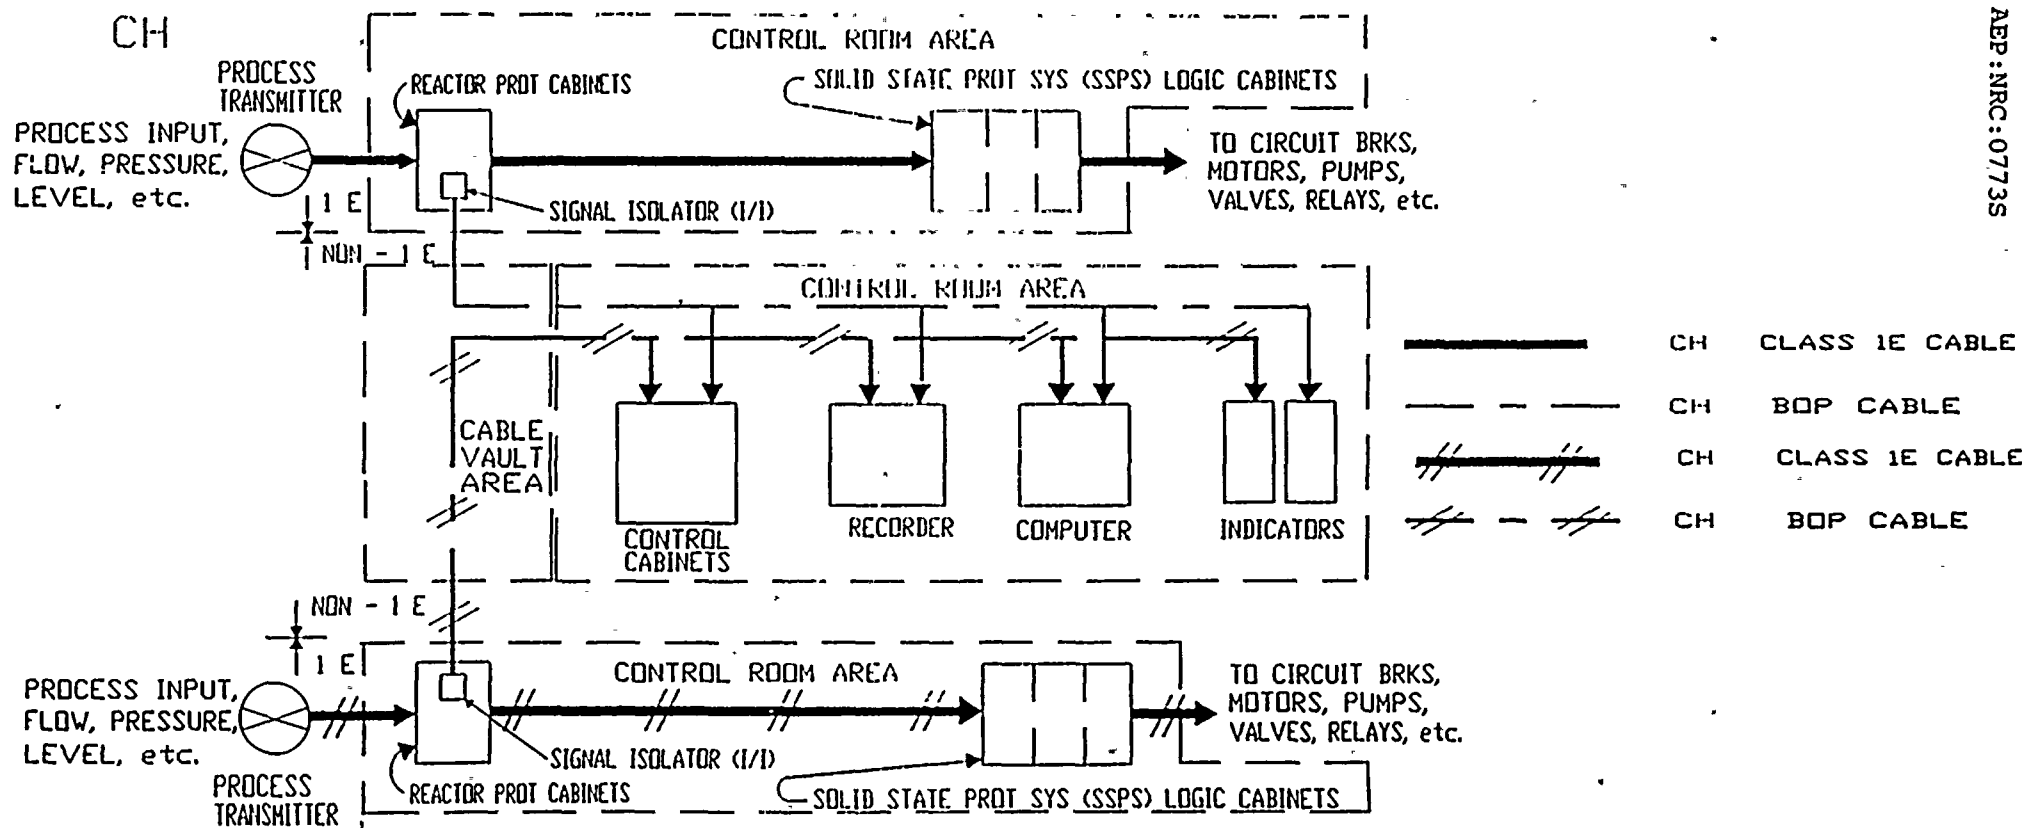 CH
AEP:NRC:0773S
CONTROL ROOM AREA
PROCESS
TRANSMITTER
REACTOR PROT CABINETS
SOLID STATE PROT SYS (SSPS) LOGIC CABINETS
PROCESS INPUT,
FLOW, PRESSURE,
LEVEL, etc.
TO CIRCUIT BRKS,
MOTORS, PUMPS,
VALVES, RELAYS, etc.
1 E
SIGNAL ISOLATOR (I/I)
NON - 1 E
CONTROL ROOM AREA
CH CLASS 1E CABLE
CH BOP CABLE
CH CLASS 1E CABLE
CH BOP CABLE
CABLE
VAULT
AREA
CONTROL
CABINETS
RECORDER
COMPUTER
INDICATORS
NON - 1 E
1 E
CONTROL ROOM AREA
PROCESS INPUT,
FLOW, PRESSURE,
LEVEL, etc.
TO CIRCUIT BRKS,
MOTORS, PUMPS,
VALVES, RELAYS, etc.
SIGNAL ISOLATOR (I/I)
PROCESS
TRANSMITTER
REACTOR PROT CABINETS
SOLID STATE PROT SYS (SSPS) LOGIC CABINETS